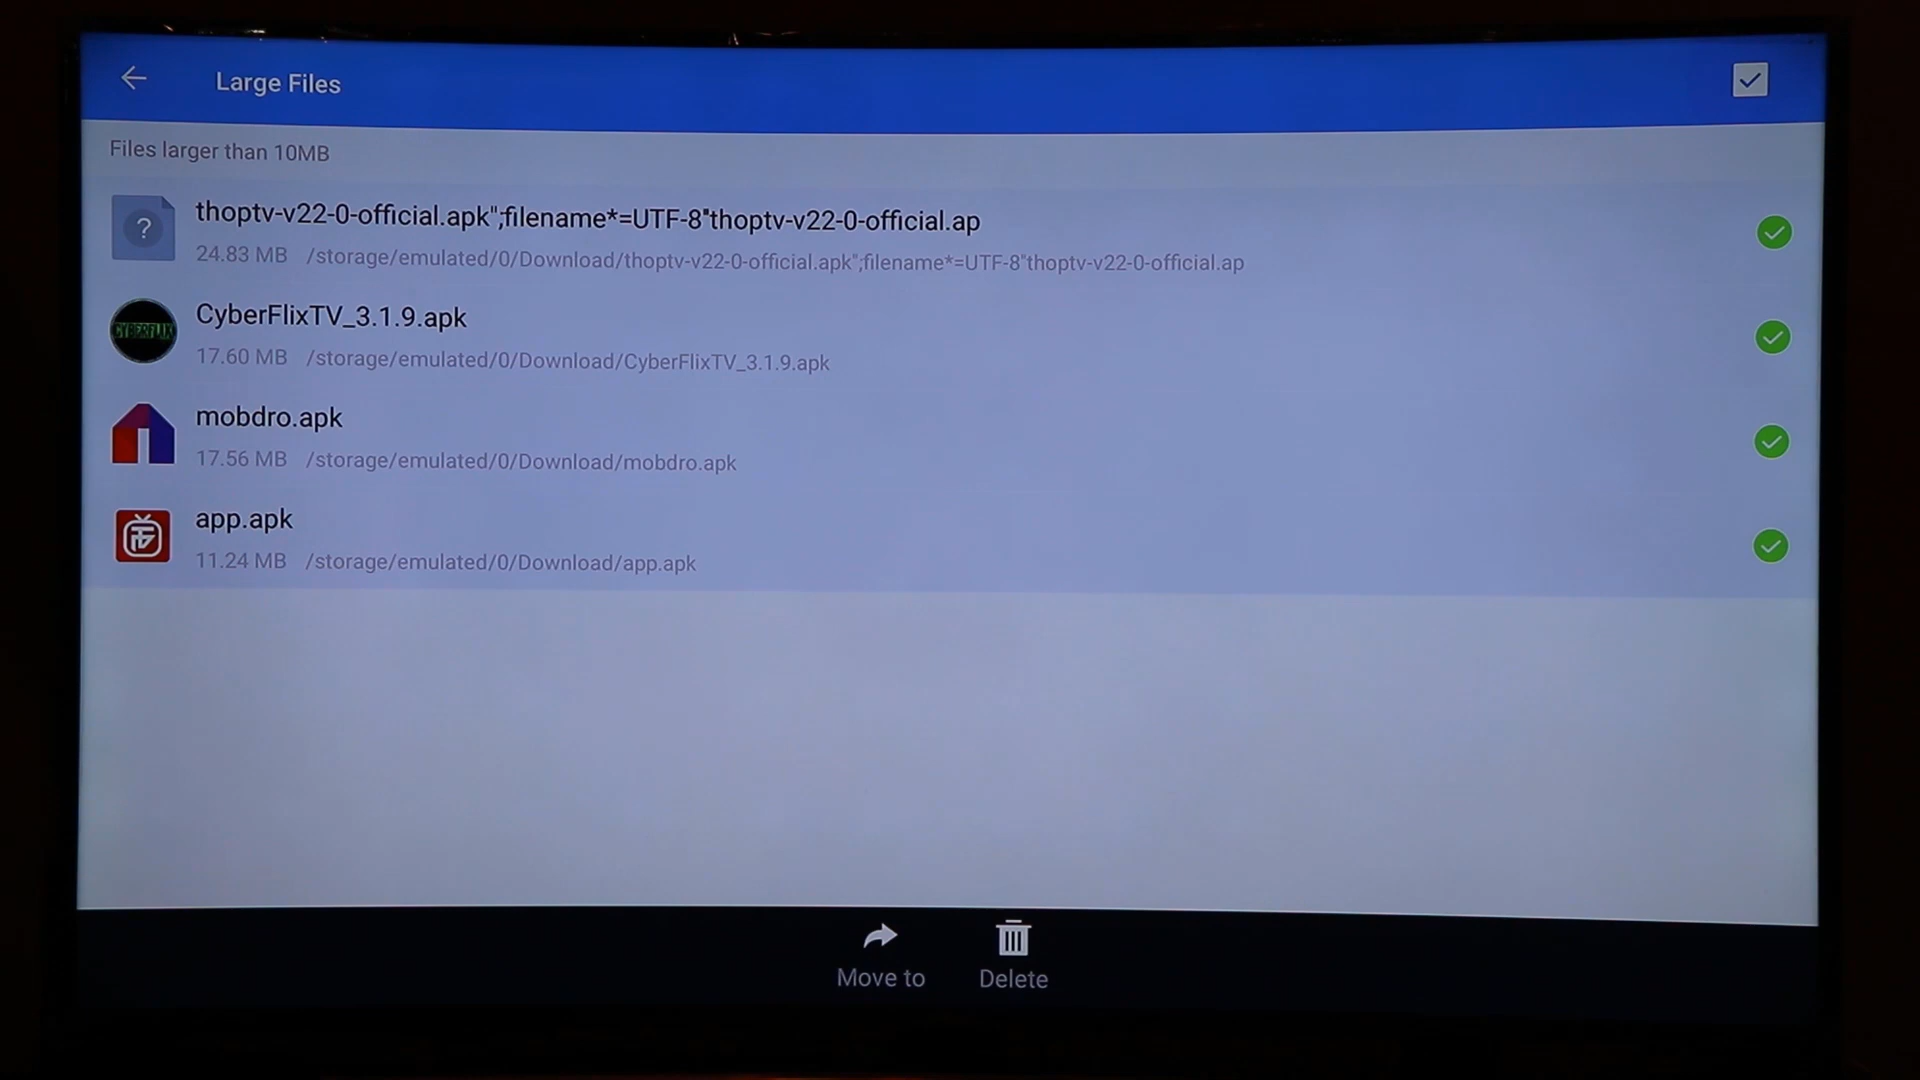 Large Files
Files larger than 10MB
thoptv-v22-0-official.apk";filename*=UTF-8''thoptv-v22-0-official.ap
24.83 MB /storage/emulated/0/Download/thoptv-v22-0-official.apk";filename*=UTF-8''thoptv-v22-0-official.ap
CYBERFLIX
CyberFlixTV_3.1.9.apk
17.60 MB /storage/emulated/0/Download/CyberFlixTV_3.1.9.apk
mobdro.apk
17.56 MB /storage/emulated/0/Download/mobdro.apk
app.apk
11.24 MB /storage/emulated/0/Download/app.apk
Move to
Delete